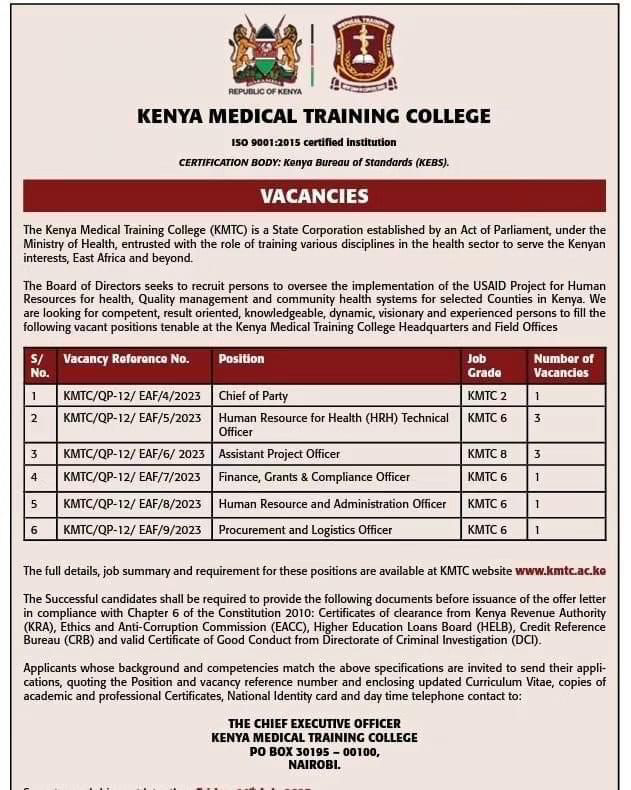 REPUBLIC OF KENYA
MEDICAL TRAINING COLLEGE
KENYA MEDICAL TRAINING COLLEGE
ISO 9001:2015 certified institution
CERTIFICATION BODY: Kenya Bureau of Standards (KEBS).
VACANCIES
The Kenya Medical Training College (KMTC) is a State Corporation established by an Act of Parliament, under the
Ministry of Health, entrusted with the role of training various disciplines in the health sector to serve the Kenyan
interests, East Africa and beyond.
The Board of Directors seeks to recruit persons to oversee the implementation of the USAID Project for Human
Resources for health, Quality management and community health systems for selected Counties in Kenya. We
are looking for competent, result oriented, knowledgeable, dynamic, visionary and experienced persons to fill the
following vacant positions tenable at the Kenya Medical Training College Headquarters and Field Offices
S/ No. Vacancy Reference No. Position Job Grade Number of Vacancies
1 KMTC/QP-12/ EAF/4/2023 Chief of Party KMTC 2 1
2 KMTC/QP-12/ EAF/5/2023 Human Resource for Health (HRH) Technical Officer KMTC 6 3
3 KMTC/QP-12/ EAF/6/ 2023 Assistant Project Officer KMTC 8 3
4 KMTC/QP-12/ EAF/7/2023 Finance, Grants & Compliance Officer KMTC 6 1
5 KMTC/QP-12/ EAF/8/2023 Human Resource and Administration Officer KMTC 6 1
6 KMTC/QP-12/ EAF/9/2023 Procurement and Logistics Officer KMTC 6 1
The full details, job summary and requirement for these positions are available at KMTC website www.kmtc.ac.ke
The Successful candidates shall be required to provide the following documents before issuance of the offer letter
in compliance with Chapter 6 of the Constitution 2010: Certificates of clearance from Kenya Revenue Authority
(KRA), Ethics and Anti-Corruption Commission (EACC), Higher Education Loans Board (HELB), Credit Reference
Bureau (CRB) and valid Certificate of Good Conduct from Directorate of Criminal Investigation (DCI).
Applicants whose background and competencies match the above specifications are invited to send their appli-
cations, quoting the Position and vacancy reference number and enclosing updated Curriculum Vitae, copies of
academic and professional Certificates, National Identity card and day time telephone contact to:
THE CHIEF EXECUTIVE OFFICER
KENYA MEDICAL TRAINING COLLEGE
PO BOX 30195 – 00100,
NAIROBI.